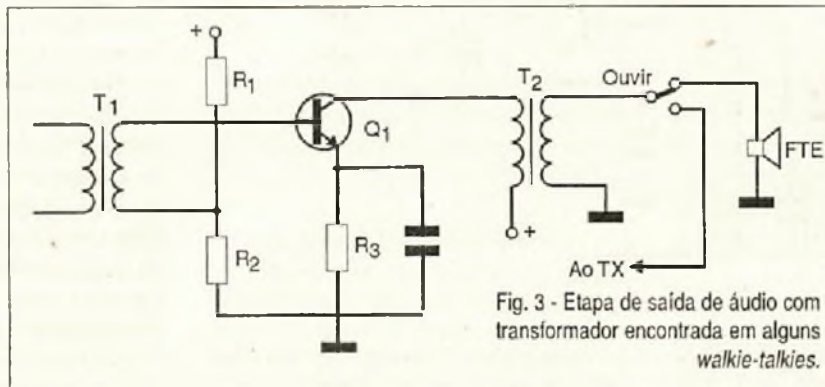 +
R1
T1
Q1
R2
R3
T2
+
Ouvir
FTE
Ao TX
Fig. 3 - Etapa de saída de áudio com
transformador encontrada em alguns
walkie-talkies.